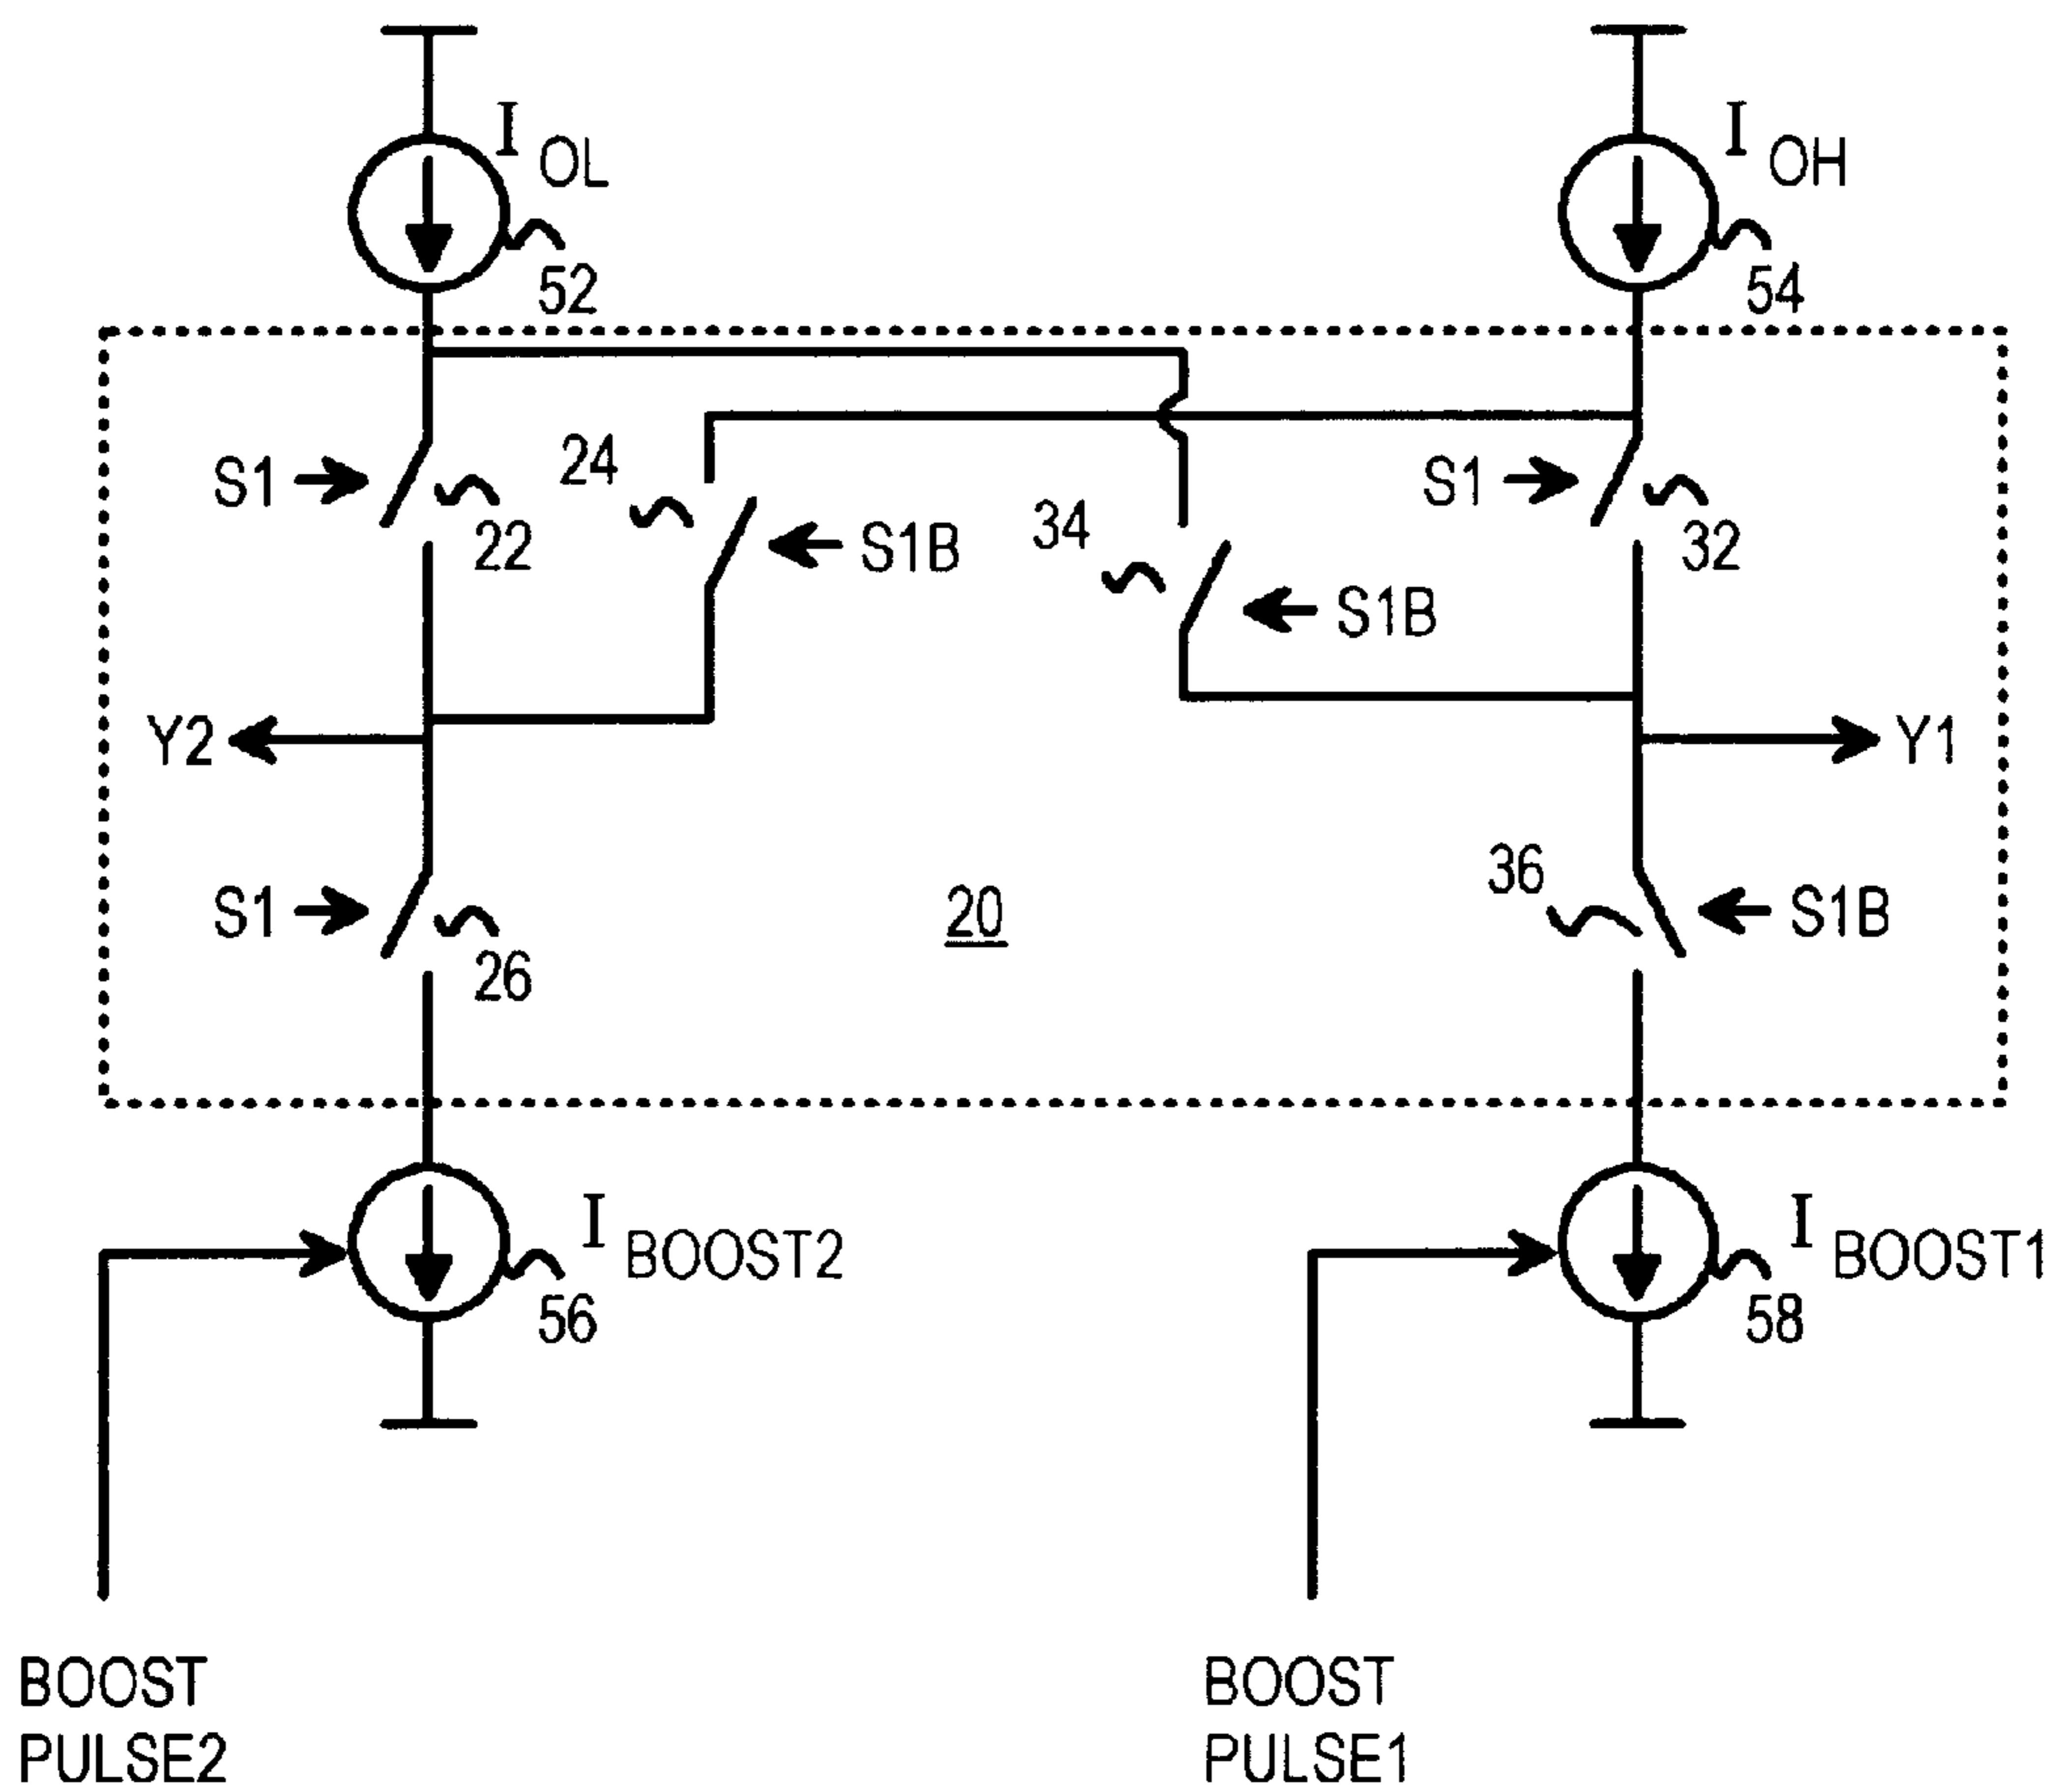 I OL
I OH
52
54
S1
24
S1
22
S1B
34
32
S1B
Y2
Y1
S1
20
36
S1B
26
I BOOST2
I BOOST1
56
58
BOOST
PULSE2
BOOST
PULSE1